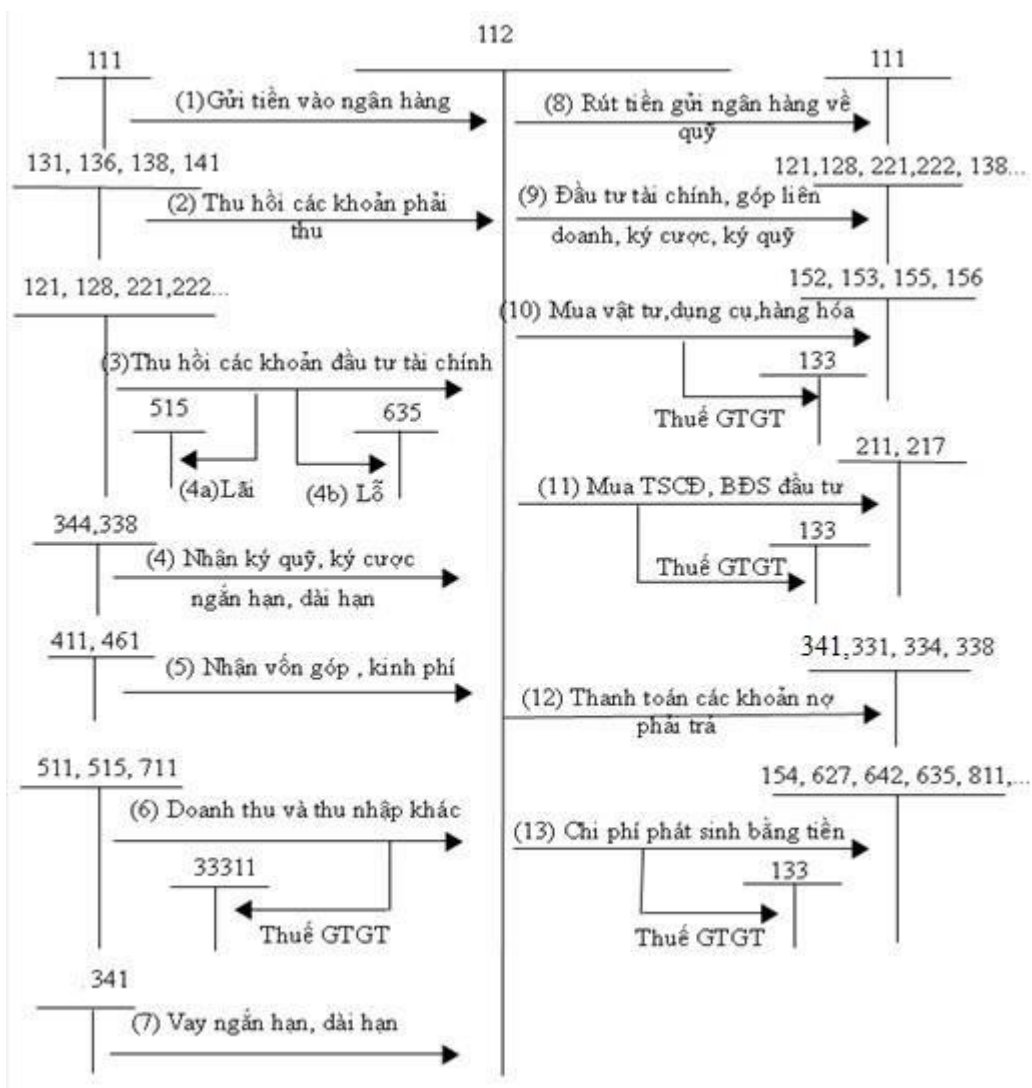 112
111
(1)Gửi tiền vào ngân hàng
131, 136, 138, 141
(2) Thu hồi các khoản phải
thu
121, 128, 221,222...
(3)Thu hồi các khoản đầu tư tài chính
515
635
(4a)Lãi
(4b) Lỗ
344,338
(4) Nhận ký quỹ, ký cược
ngắn hạn, dài hạn
411, 461
(5) Nhận vốn góp , kinh phí
511, 515, 711
(6) Doanh thu và thu nhập khác
33311
Thuế GTGT
341
(7) Vay ngắn hạn, dài hạn
111
(8) Rút tiền gửi ngân hàng về
quỹ
121,128, 221,222, 138...
(9) Đầu tư tài chính, góp liên
doanh, ký cược, ký quỹ
152, 153, 155, 156
(10) Mua vật tư,dụng cụ,hàng hóa
133
Thuế GTGT
211, 217
(11) Mua TSCĐ, BĐS đầu tư
133
Thuế GTGT
341,331, 334, 338
(12) Thanh toán các khoản nợ
phải trả
154, 627, 642, 635, 811,...
(13) Chi phí phát sinh bằng tiền
133
Thuế GTGT